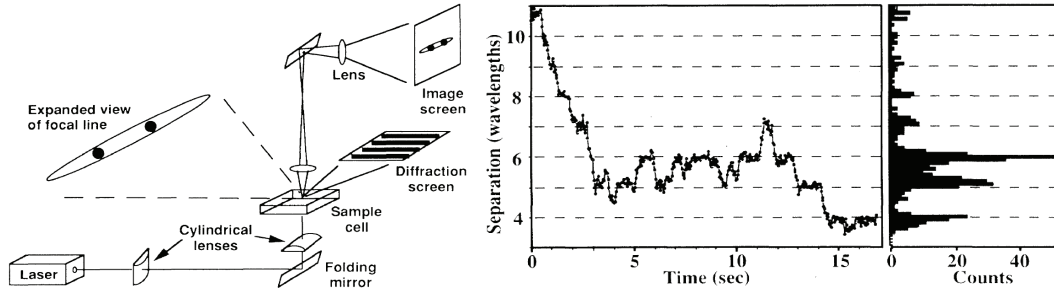 Expanded view
of focal line
Lens
Image
screen
Diffraction
screen
Sample
cell
Cylindrical
lenses
Laser
Folding
mirror
Separation (wavelengths)
10
8
6
4
0
5
10
15
Time (sec)
0
20
40
Counts